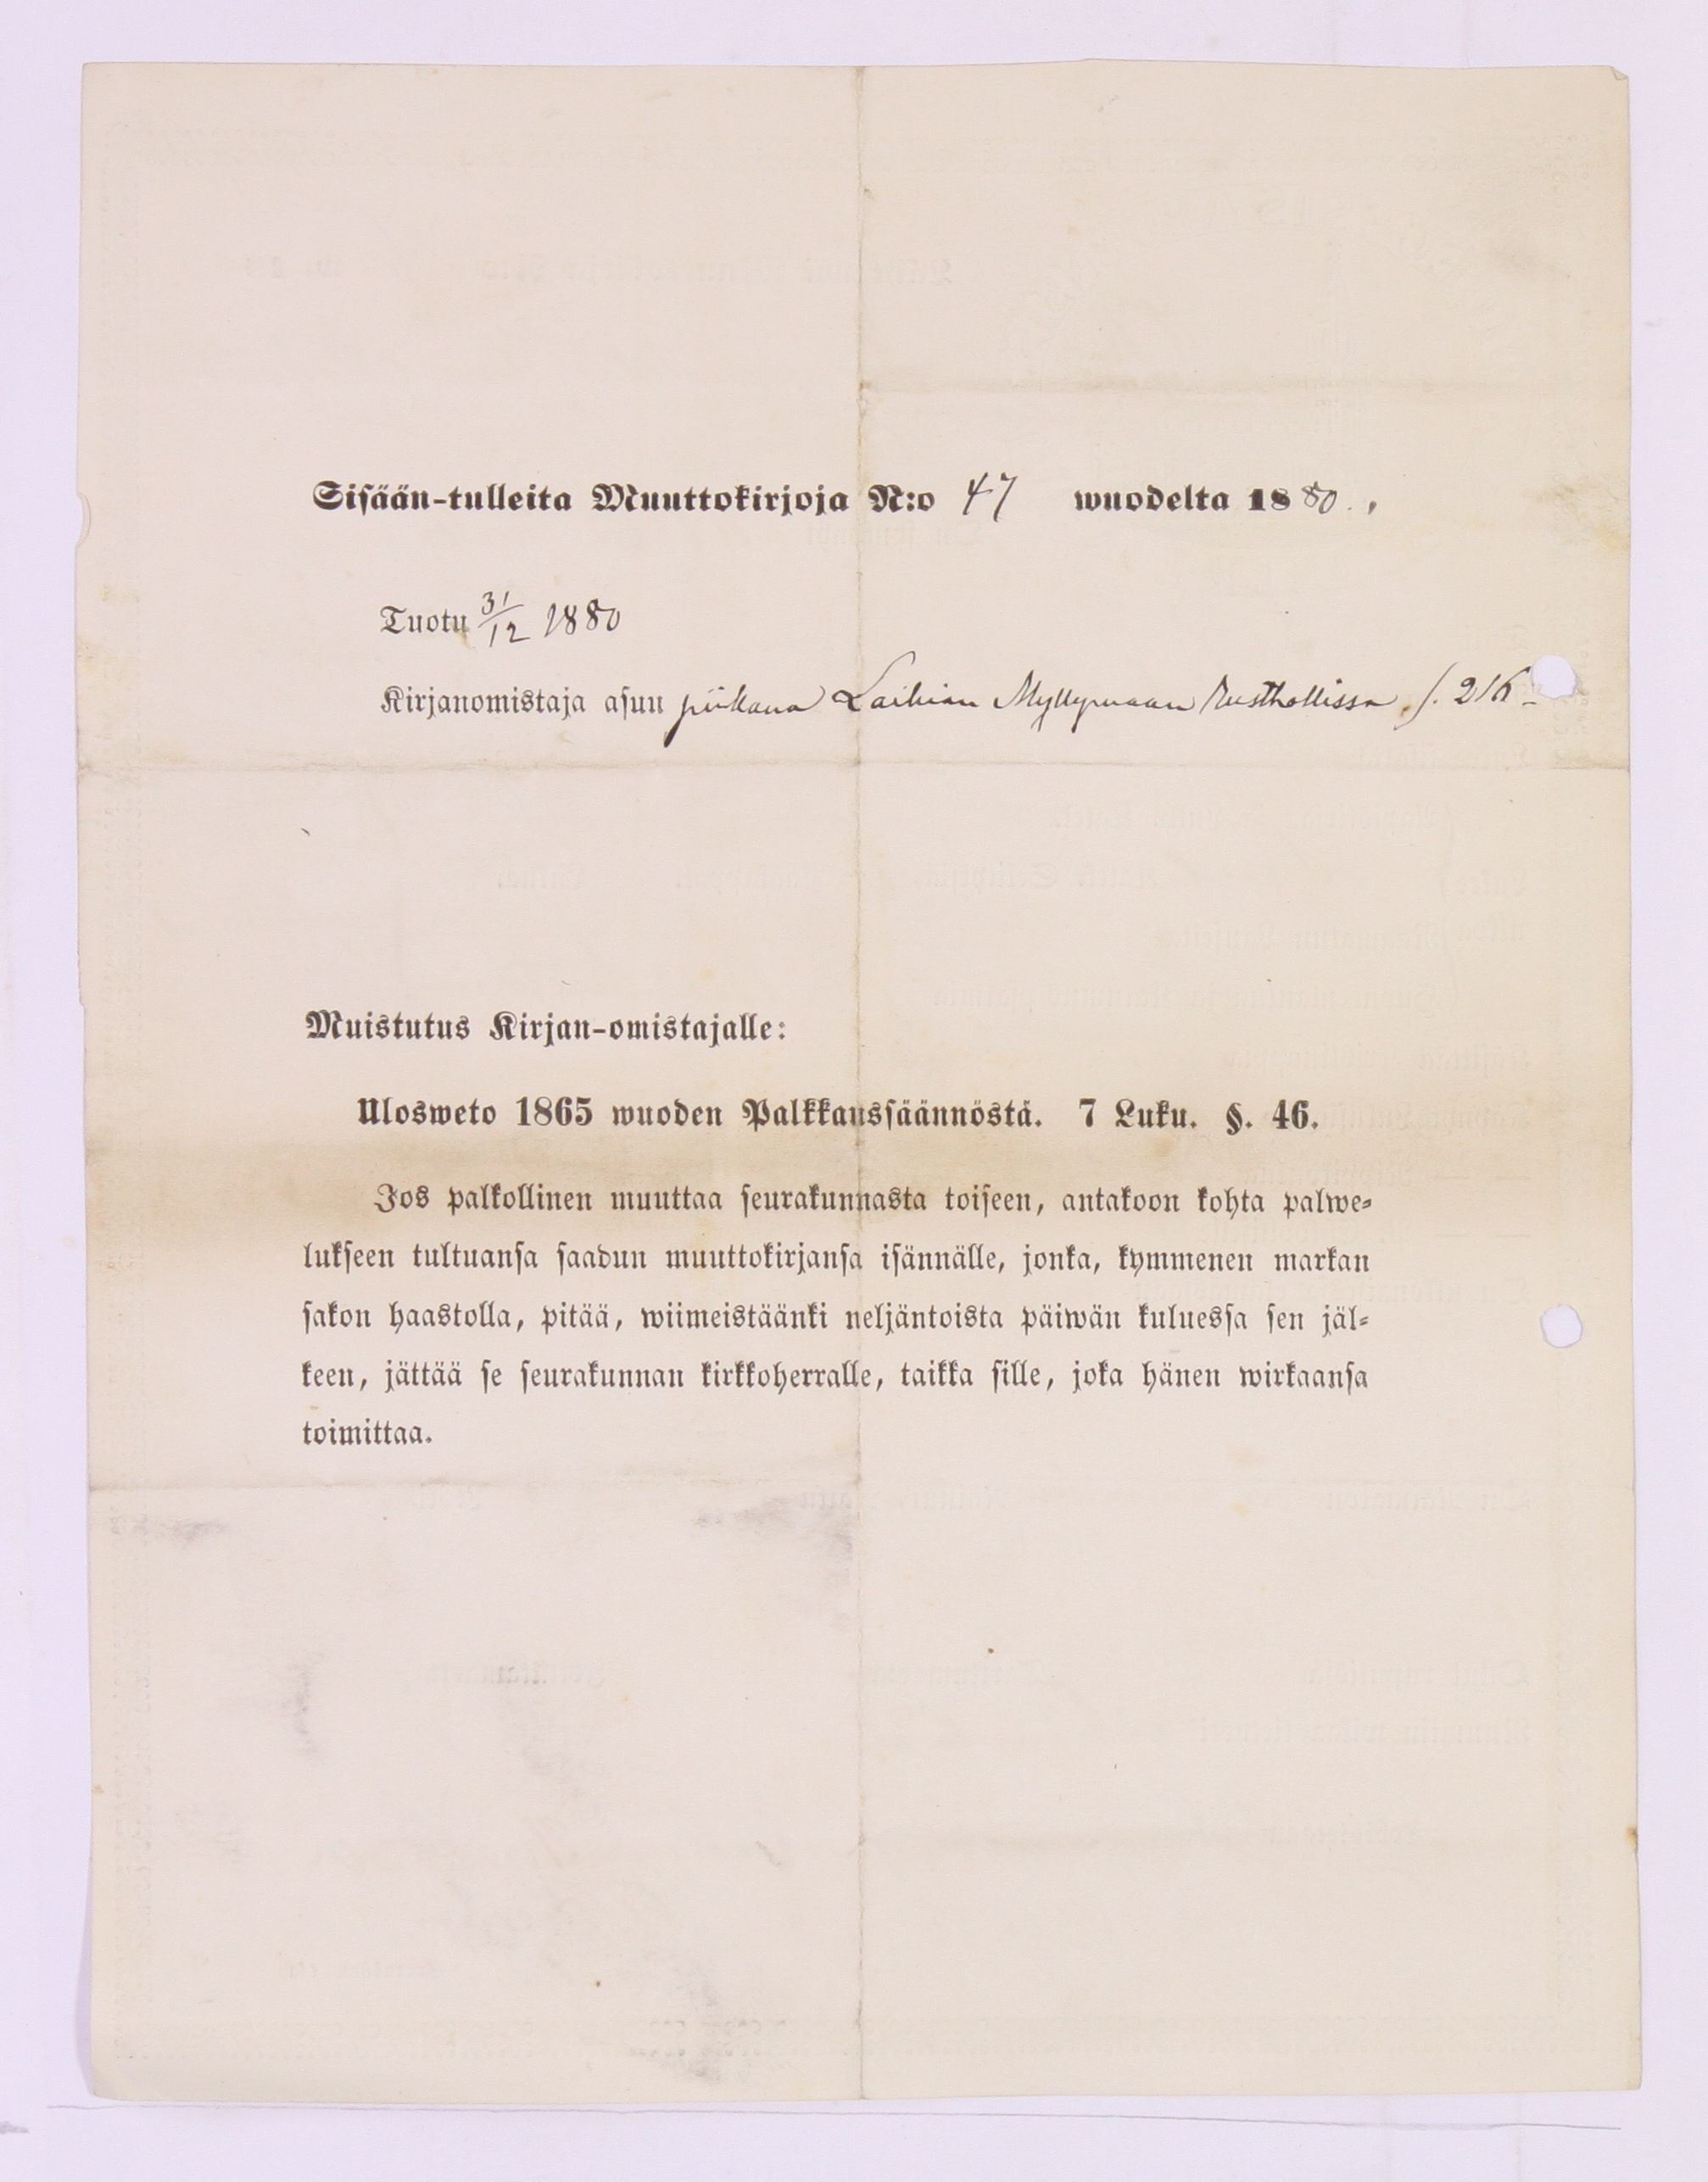 Sisään-tulleita Muuttokirjoja N:o 47 wuodelta 1880.,
Tuotu 31/12 1880
Kirjanomistaja asuu piikana Laihian Myllymaan Rusthollissa s. 216
Muistutus Kirjan-omistajalle:
Ulosweto 1865 wuoden Palkkaussäännöstä. 7 Luku. §. 46.
Jos palkollinen muuttaa seurakunnasta toiseen, antakoon kohta palwe-
lukseen tultuansa saadun muuttokirjansa isännälle, jonka, kymmenen markan
sakon haastolla, pitää, wiimeistäänki neljäntoista päiwän kuluessa sen jäl-
keen, jättää se seurakunnan kirkkoherralle, taikka sille, joka hänen wirkaansa
toimittaa.